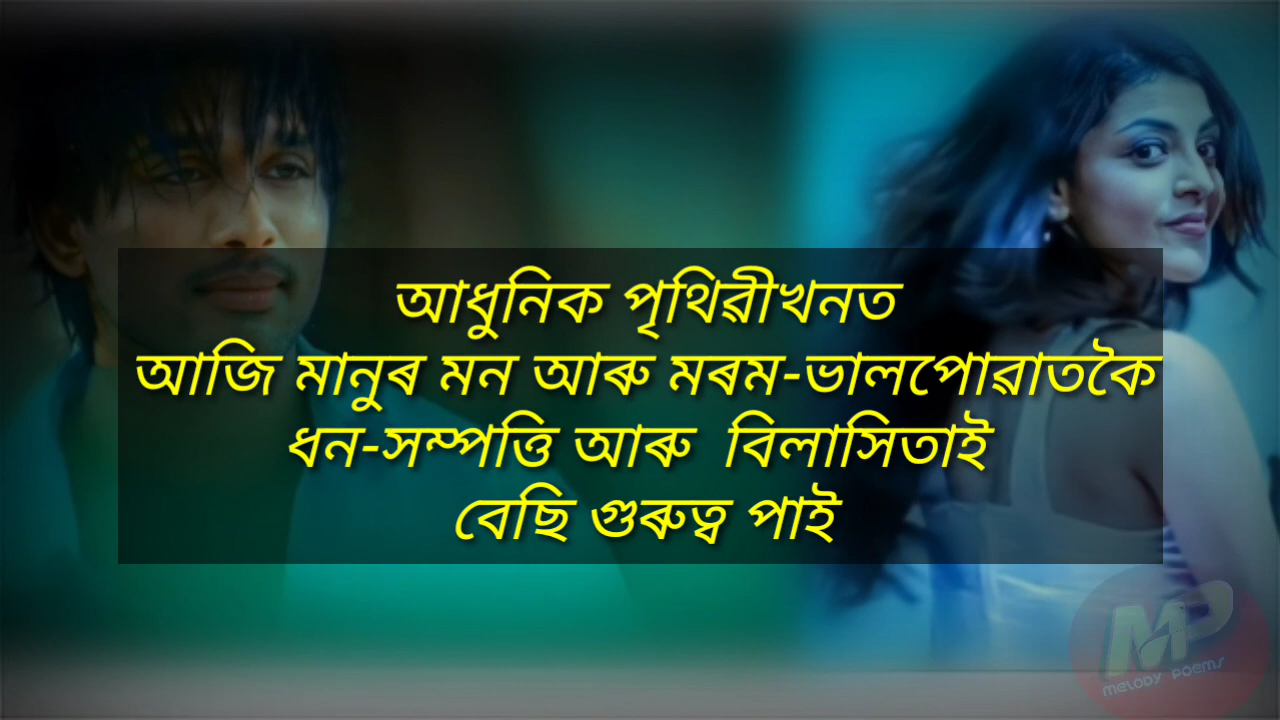 আধুনিক পৃথিৱীখনত
আজি মানুৰ মন আৰু মৰম-ভালপোৱাতকৈ
ধন-সম্পত্তি আৰু বিলাসিতাই
বেছি গুৰুত্ব পাই
MP
MELODY POEMS